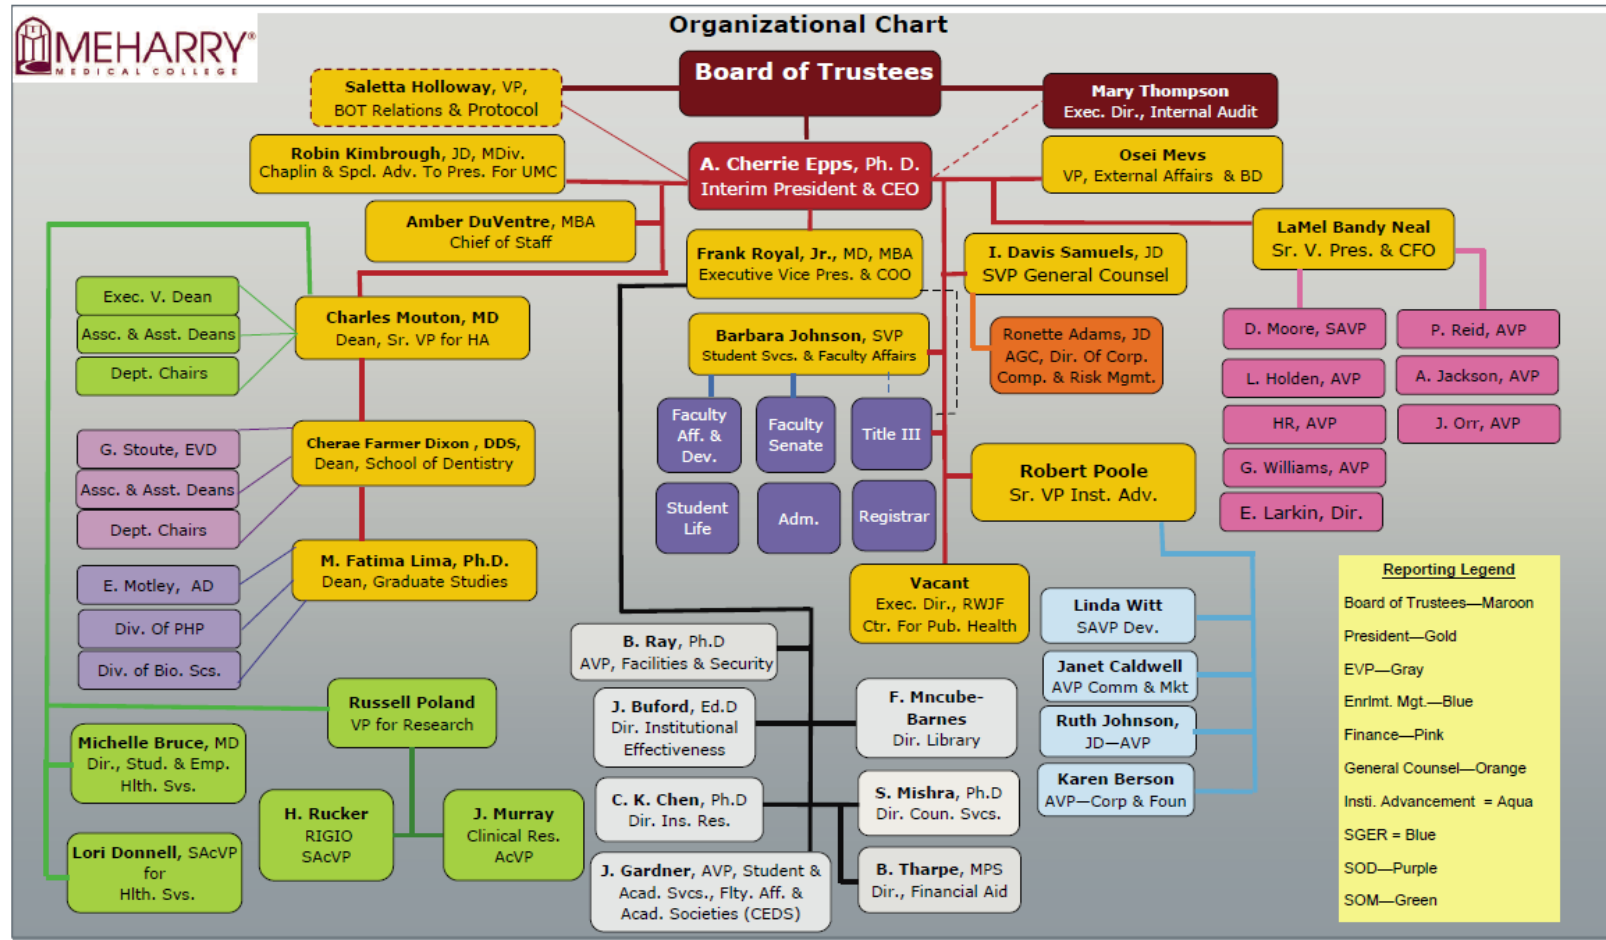 Organizational Chart
MEHARRY®
MEDICAL COLLEGE
Board of Trustees
Saletta Holloway, VP,
BOT Relations & Protocol
Mary Thompson
Exec. Dir., Internal Audit
Robin Kimbrough, JD, MDiv.
Chaplin & Spcl. Adv. To Pres. For UMC
A. Cherrie Epps, Ph. D.
Interim President & CEO
Osei Mevs
VP, External Affairs & BD
Amber DuVentre, MBA
Chief of Staff
LaMel Bandy Neal
Sr. V. Pres. & CFO
Frank Royal, Jr., MD, MBA
Executive Vice Pres. & COO
I. Davis Samuels, JD
SVP General Counsel
Exec. V. Dean
Assc. & Asst. Deans
Dept. Chairs
Charles Mouton, MD
Dean, Sr. VP for HA
Barbara Johnson, SVP
Student Svcs. & Faculty Affairs
Ronette Adams, JD
AGC, Dir. Of Corp.
Comp. & Risk Mgmt.
D. Moore, SAVP
P. Reid, AVP
L. Holden, AVP
A. Jackson, AVP
HR, AVP
J. Orr, AVP
G. Williams, AVP
E. Larkin, Dir.
Faculty
Aff. &
Dev.
Faculty
Senate
Title III
Student
Life
Adm.
Registrar
G. Stoute, EVD
Assc. & Asst. Deans
Dept. Chairs
Cherae Farmer Dixon , DDS,
Dean, School of Dentistry
Robert Poole
Sr. VP Inst. Adv.
E. Motley, AD
Div. Of PHP
Div. of Bio. Scs.
M. Fatima Lima, Ph.D.
Dean, Graduate Studies
Vacant
Exec. Dir., RWJF
Ctr. For Pub. Health
Linda Witt
SAVP Dev.
Janet Caldwell
AVP Comm & Mkt
Ruth Johnson,
JD—AVP
Karen Berson
AVP—Corp & Foun
B. Ray, Ph.D
AVP, Facilities & Security
J. Buford, Ed.D
Dir. Institutional
Effectiveness
F. Mncube-
Barnes
Dir. Library
C. K. Chen, Ph.D
Dir. Ins. Res.
S. Mishra, Ph.D
Dir. Coun. Svcs.
J. Gardner, AVP, Student &
Acad. Svcs., Flty. Aff. &
Acad. Societies (CEDS)
B. Tharpe, MPS
Dir., Financial Aid
Russell Poland
VP for Research
Michelle Bruce, MD
Dir., Stud. & Emp.
Hlth. Svs.
H. Rucker
RIGIO
SAcVP
J. Murray
Clinical Res.
AcVP
Lori Donnell, SAcVP
for
Hlth. Svs.
Reporting Legend
Board of Trustees—Maroon
President—Gold
EVP—Gray
Enrlmt. Mgt.—Blue
Finance—Pink
General Counsel—Orange
Insti. Advancement = Aqua
SGER = Blue
SOD—Purple
SOM—Green